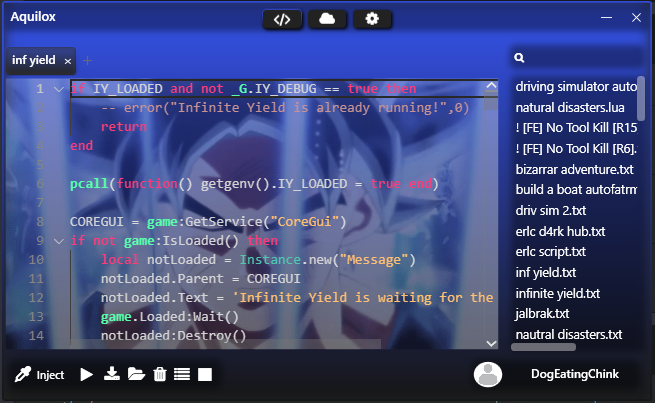 Aquilox
inf yield ×
+
1 if IY_LOADED and not _G.IY_DEBUG == true then
-- error("Infinite Yield is already running!",0)
return
4 end
5
6 pcall(function() getgenv().IY_LOADED = true end)
7
8 COREGUI = game:GetService("CoreGui")
9 if not game:IsLoaded() then
10 local notLoaded = Instance.new("Message")
11 notLoaded.Parent = COREGUI
12 notLoaded.Text = 'Infinite Yield is waiting for the
13 game.Loaded:Wait()
14 notLoaded:Destroy()
driving simulator auto
natural disasters.lua
! [FE] No Tool Kill [R15
! [FE] No Tool Kill [R6].
bizarrar adventure.txt
build a boat autofatm
driv sim 2.txt
erlc d4rk hub.txt
erlc script.txt
inf yield.txt
infinite yield.txt
jalbrak.txt
nautral disasters.txt
Inject
DogEatingChink